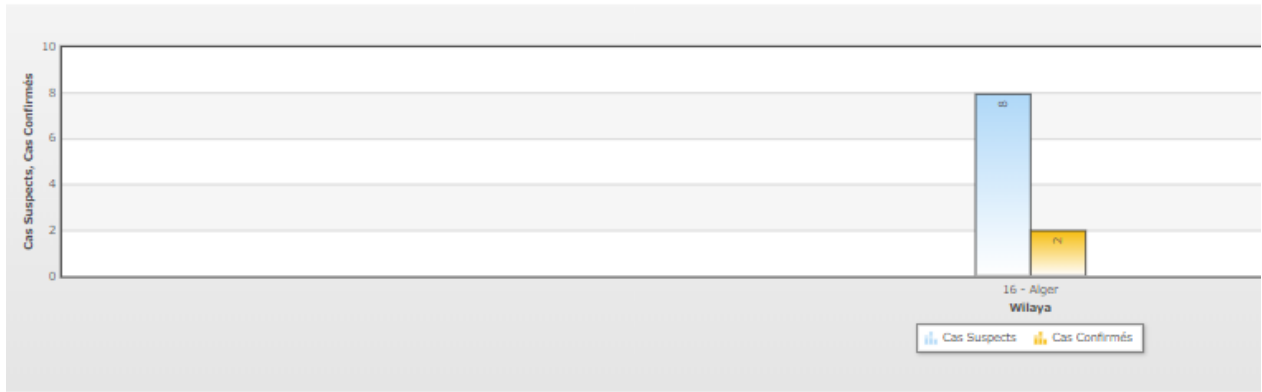 10
8
6
4
2
0
Cas Suspects, Cas Confirmés
8
2
16 - Alger
Wilaya
Cas Suspects Cas Confirmés